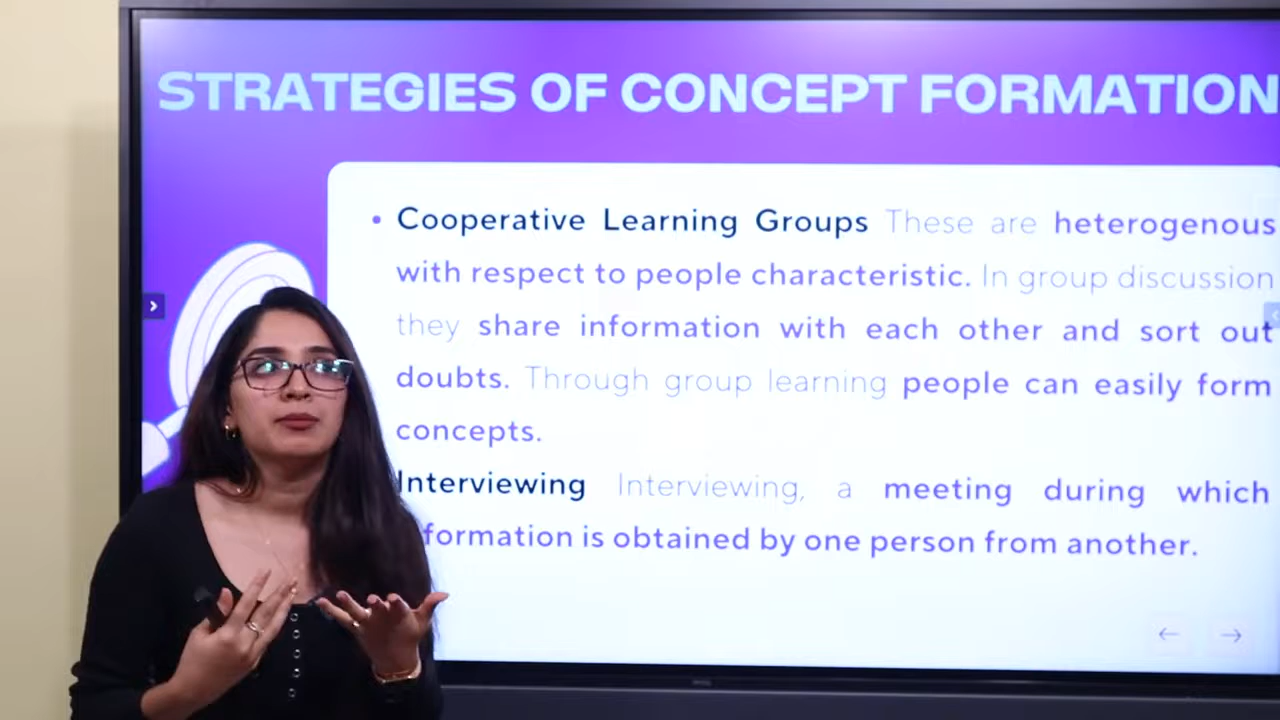 STRATEGIES OF CONCEPT FORMATION
• Cooperative Learning Groups These are heterogenous
with respect to people characteristic. In group discussion
they share information with each other and sort out
doubts. Through group learning people can easily form
concepts.
Interviewing Interviewing, a meeting during which
formation is obtained by one person from another.